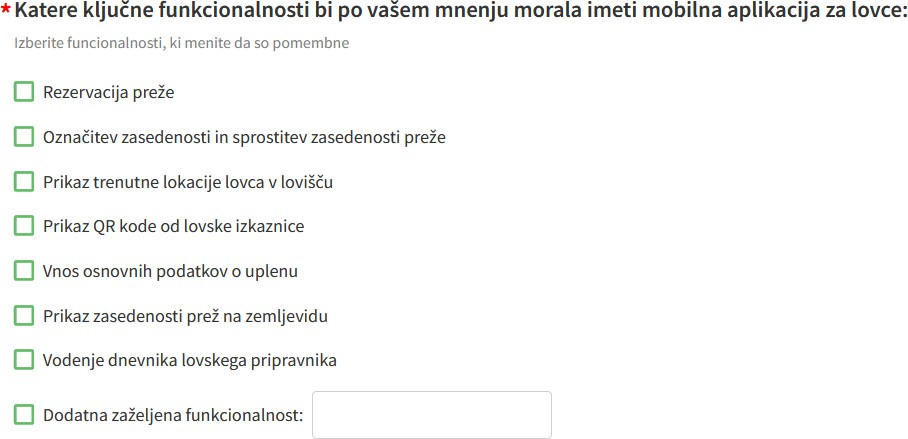 * Katere ključne funkcionalnosti bi po vašem mnenju morala imeti mobilna aplikacija za lovce:
Izberite funcionalnosti, ki menite da so pomembne
Rezervacija preže
Označitev zasedenosti in sprostitev zasedenosti preže
Prikaz trenutne lokacije lovca v lovišču
Prikaz QR kode od lovske izkaznice
Vnos osnovnih podatkov o uplenu
Prikaz zasedenosti prež na zemljevidu
Vodenje dnevnika lovskega pripravnika
Dodatna zaželjena funkcionalnost: